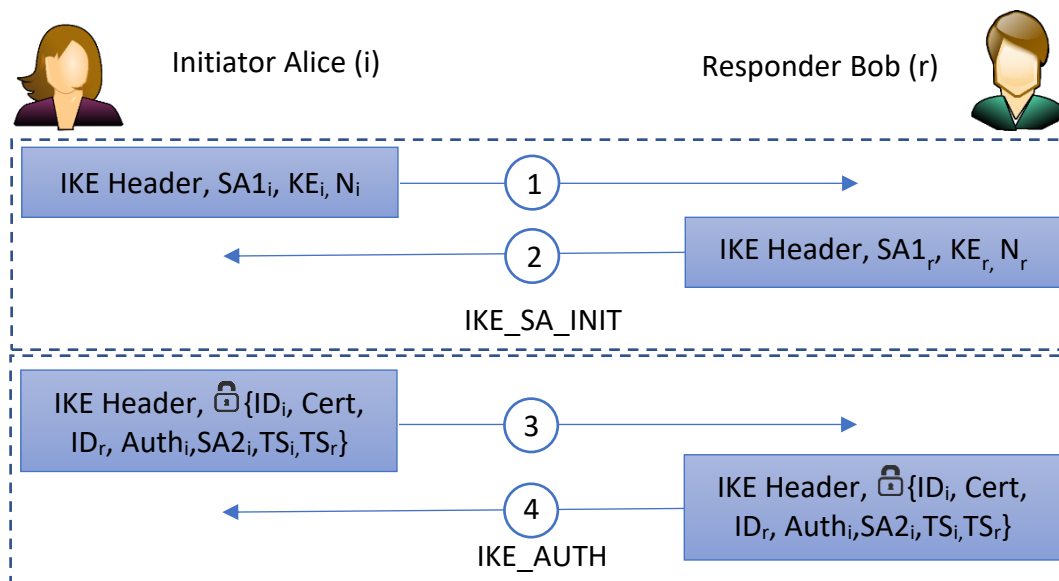 Initiator Alice (i)
Responder Bob (r)
IKE Header, SA1ᵢ, KEᵢ, Nᵢ
1
2
IKE Header, SA1ᵣ, KEᵣ, Nᵣ
IKE_SA_INIT
IKE Header, {IDᵢ, Cert,
IDᵣ, Authᵢ,SA2ᵢ,TSᵢ,TSᵣ}
3
IKE Header, {IDᵢ, Cert,
IDᵣ, Authᵢ,SA2ᵢ,TSᵢ,TSᵣ}
4
IKE_AUTH